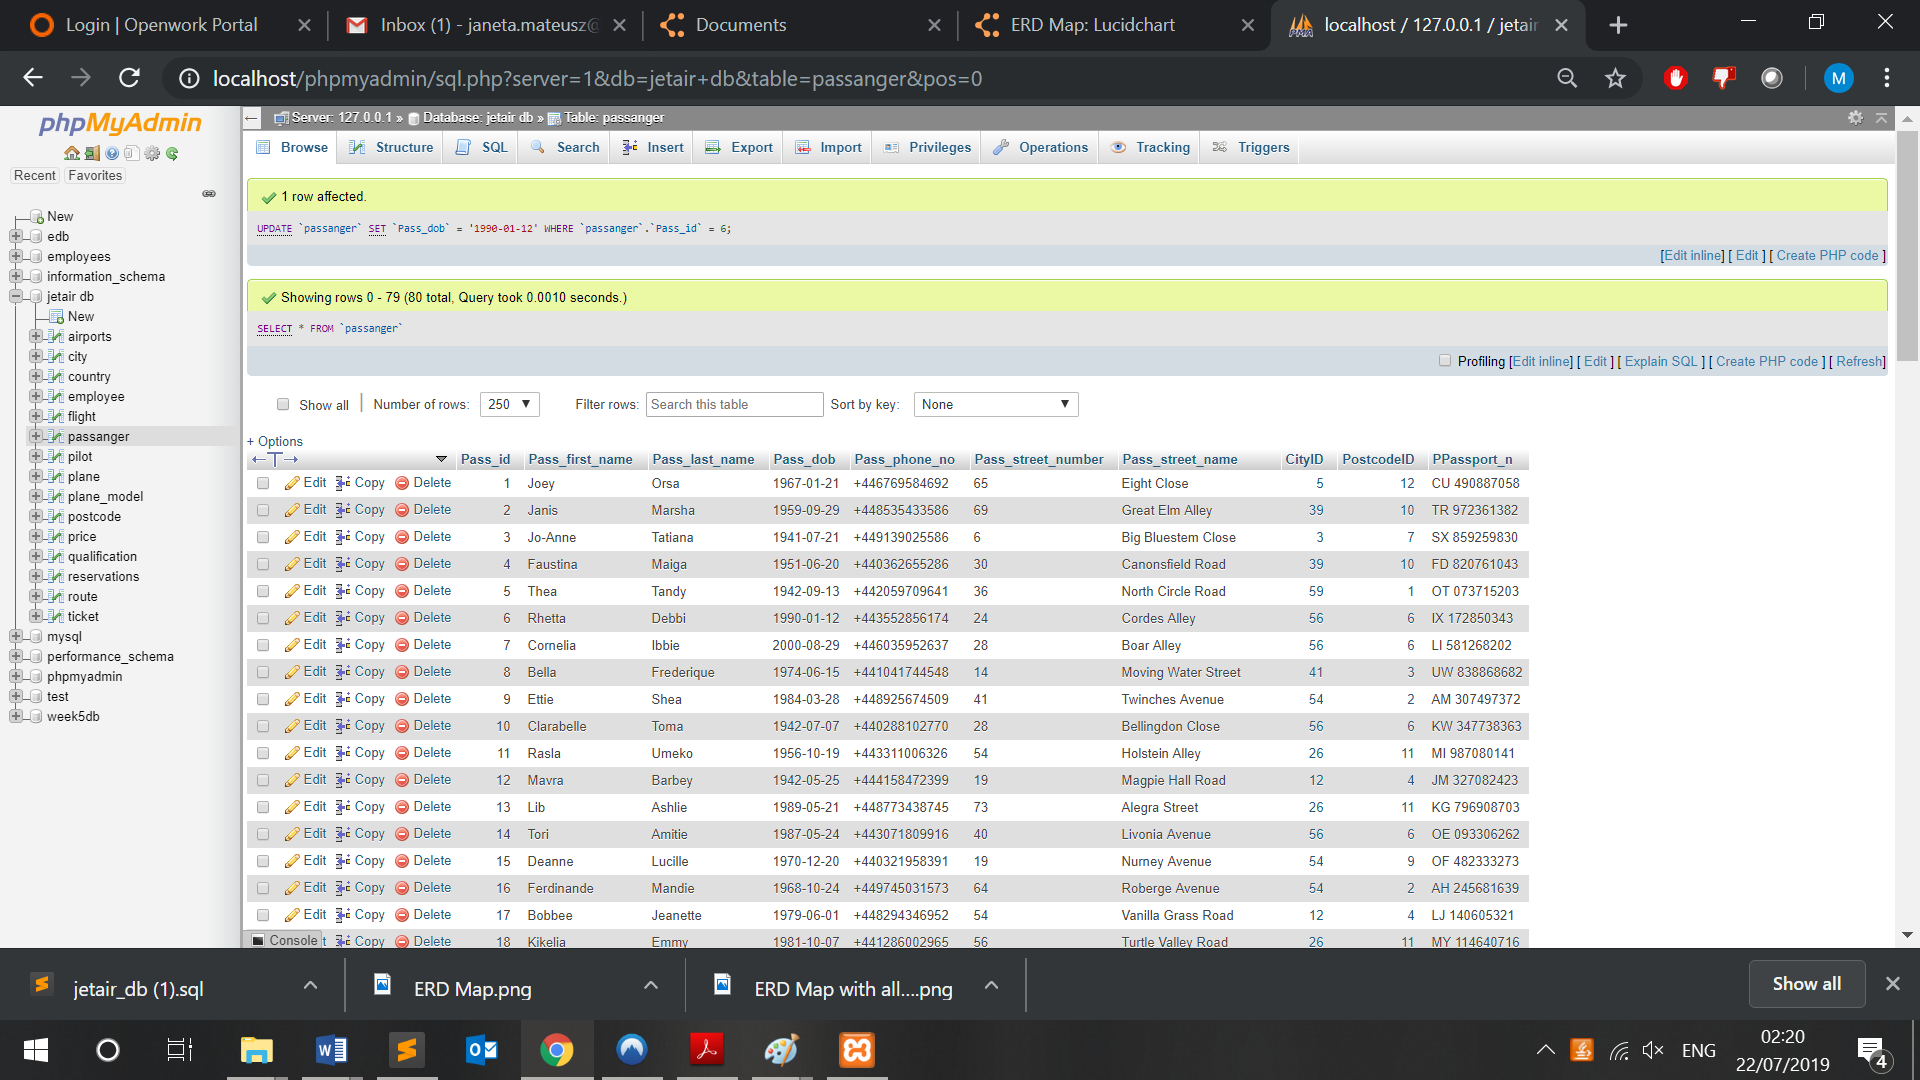 Login | Openwork Portal
Inbox (1) - janeta.mateusz@
Documents
ERD Map: Lucidchart
localhost / 127.0.0.1 / jetair
localhost/phpmyadmin/sql.php?server=1&db=jetair+db&table=passanger&pos=0
M
phpMyAdmin
Recent Favorites
New
edb
employees
information_schema
jetair db
New
airports
city
country
employee
flight
passanger
pilot
plane
plane_model
postcode
price
qualification
reservations
route
ticket
mysql
performance_schema
phpmyadmin
test
week5db
Server: 127.0.0.1 » Database: jetair db » Table: passanger
Browse Structure SQL Search Insert Export Import Privileges Operations Tracking Triggers
1 row affected.
UPDATE `passanger` SET `Pass_dob` = '1990-01-12' WHERE `passanger`.`Pass_id` = 6;
[Edit inline] [ Edit ] [ Create PHP code ]
Showing rows 0 - 79 (80 total, Query took 0.0010 seconds.)
SELECT * FROM `passanger`
Profiling [Edit inline] [ Edit ] [ Explain SQL ] [ Create PHP code ] [ Refresh]
Show all | Number of rows: 250 Filter rows: Search this table Sort by key: None
+ Options
Pass_id Pass_first_name Pass_last_name Pass_dob Pass_phone_no Pass_street_number Pass_street_name CityID PostcodeID PPassport_n
Edit Copy Delete 1 Joey Orsa 1967-01-21 +446769584692 65 Eight Close 5 12 CU 490887058
Edit Copy Delete 2 Janis Marsha 1959-09-29 +448535433586 69 Great Elm Alley 39 10 TR 972361382
Edit Copy Delete 3 Jo-Anne Tatiana 1941-07-21 +449139025586 6 Big Bluestem Close 3 7 SX 859259830
Edit Copy Delete 4 Faustina Maiga 1951-06-20 +440362655286 30 Canonsfield Road 39 10 FD 820761043
Edit Copy Delete 5 Thea Tandy 1942-09-13 +442059709641 36 North Circle Road 59 1 OT 073715203
Edit Copy Delete 6 Rhetta Debbi 1990-01-12 +443552856174 24 Cordes Alley 56 6 IX 172850343
Edit Copy Delete 7 Cornelia Ibbie 2000-08-29 +446035952637 28 Boar Alley 56 6 LI 581268202
Edit Copy Delete 8 Bella Frederique 1974-06-15 +441041744548 14 Moving Water Street 41 3 UW 838868682
Edit Copy Delete 9 Ettie Shea 1984-03-28 +448925674509 41 Twinches Avenue 54 2 AM 307497372
Edit Copy Delete 10 Clarabelle Toma 1942-07-07 +440288102770 28 Bellingdon Close 56 6 KW 347738363
Edit Copy Delete 11 Rasla Umeko 1956-10-19 +443311006326 54 Holstein Alley 26 11 MI 987080141
Edit Copy Delete 12 Mavra Barbey 1942-05-25 +444158472399 19 Magpie Hall Road 12 4 JM 327082423
Edit Copy Delete 13 Lib Ashlie 1989-05-21 +448773438745 73 Alegra Street 26 11 KG 796908703
Edit Copy Delete 14 Tori Amitie 1987-05-24 +443071809916 40 Livonia Avenue 56 6 OE 093306262
Edit Copy Delete 15 Deanne Lucille 1970-12-20 +440321958391 19 Nurney Avenue 54 9 OF 482333273
Edit Copy Delete 16 Ferdinande Mandie 1968-10-24 +449745031573 64 Roberge Avenue 54 2 AH 245681639
Edit Copy Delete 17 Bobbee Jeanette 1979-06-01 +448294346952 54 Vanilla Grass Road 12 4 LJ 140605321
Console t Copy Delete 18 Kikelia Emmy 1981-10-07 +441286002965 56 Turtle Valley Road 26 11 MY 114640716
jetair_db (1).sql
ERD Map.png
ERD Map with all....png
Show all
ENG
02:20
22/07/2019
4